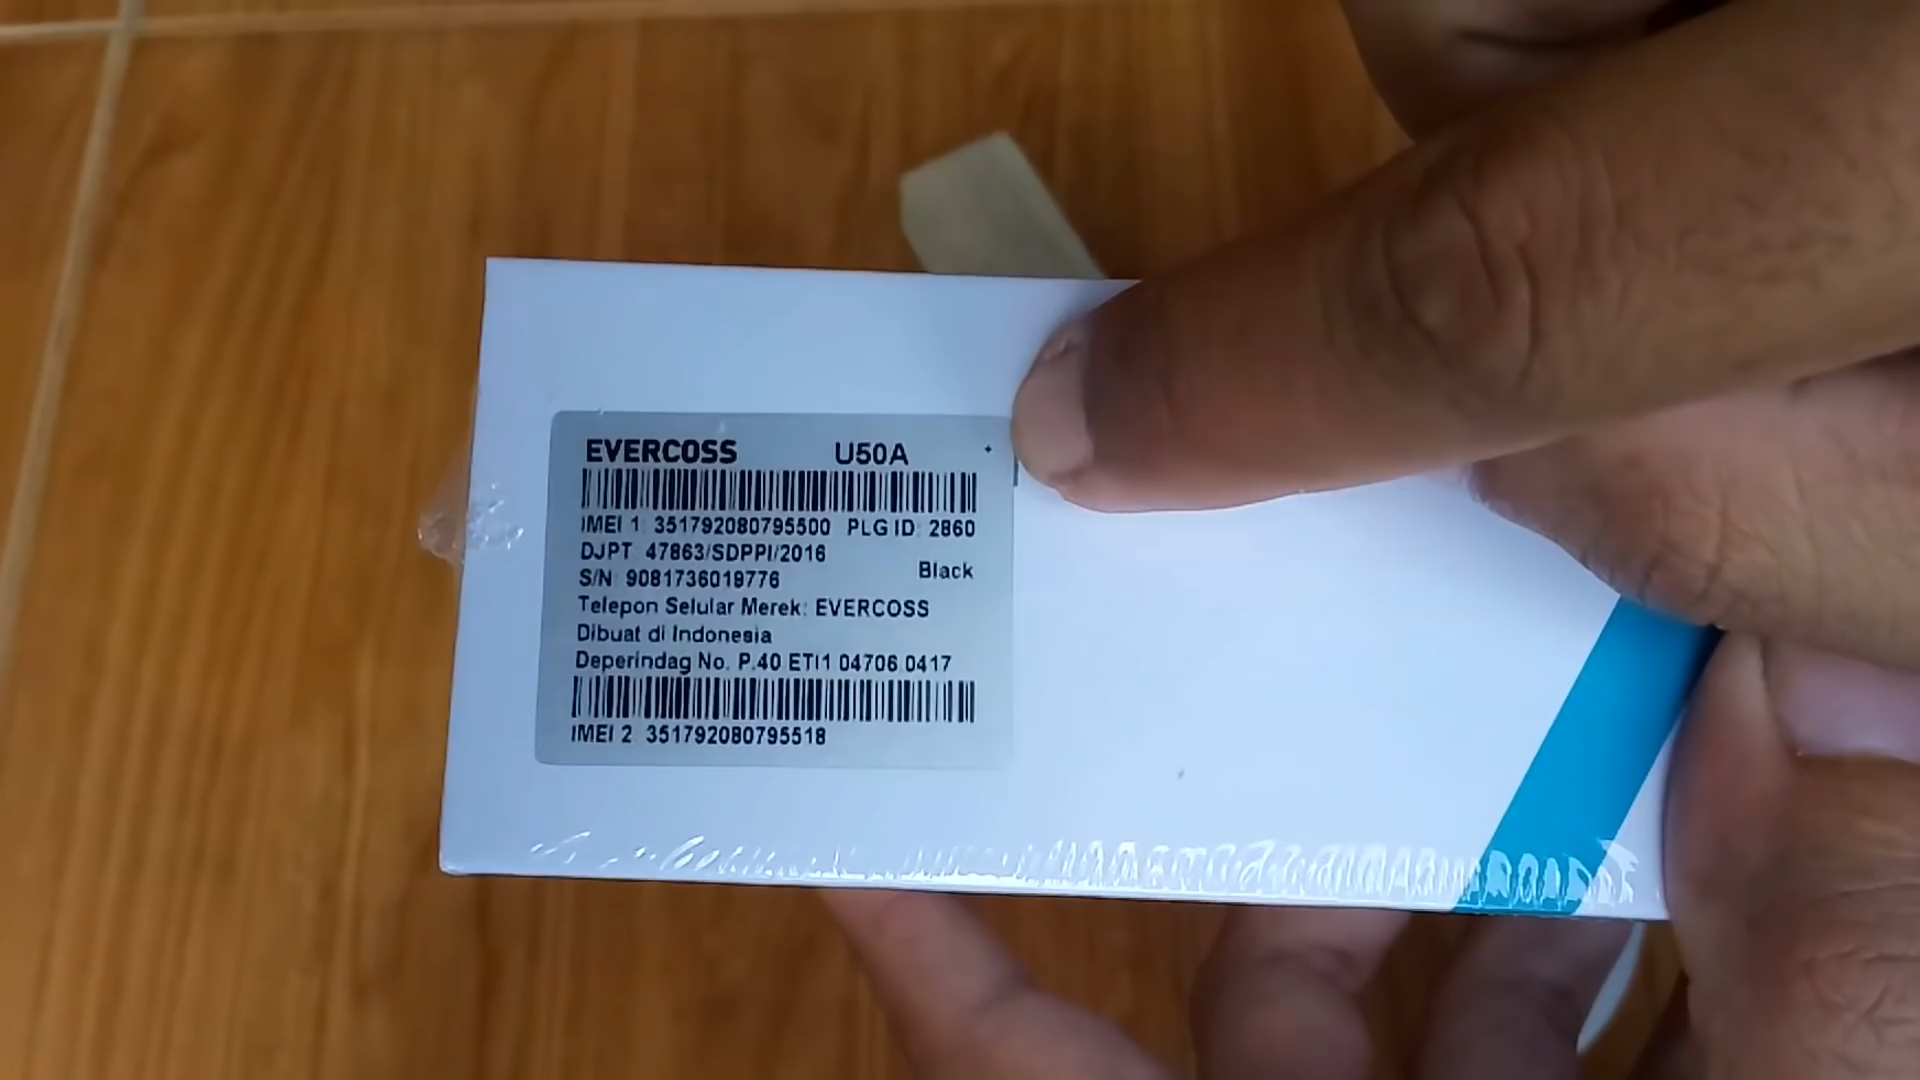 EVERCOSS U50A
IMEI 1: 351792080795500 PLG ID: 2860
DJPT: 47863/SDPPI/2016
Black
S/N: 9081736019776
Telepon Selular Merek: EVERCOSS
Dibuat di Indonesia
Deperindag No. P.40 ETI1 04706 0417
IMEI 2: 351792080795518